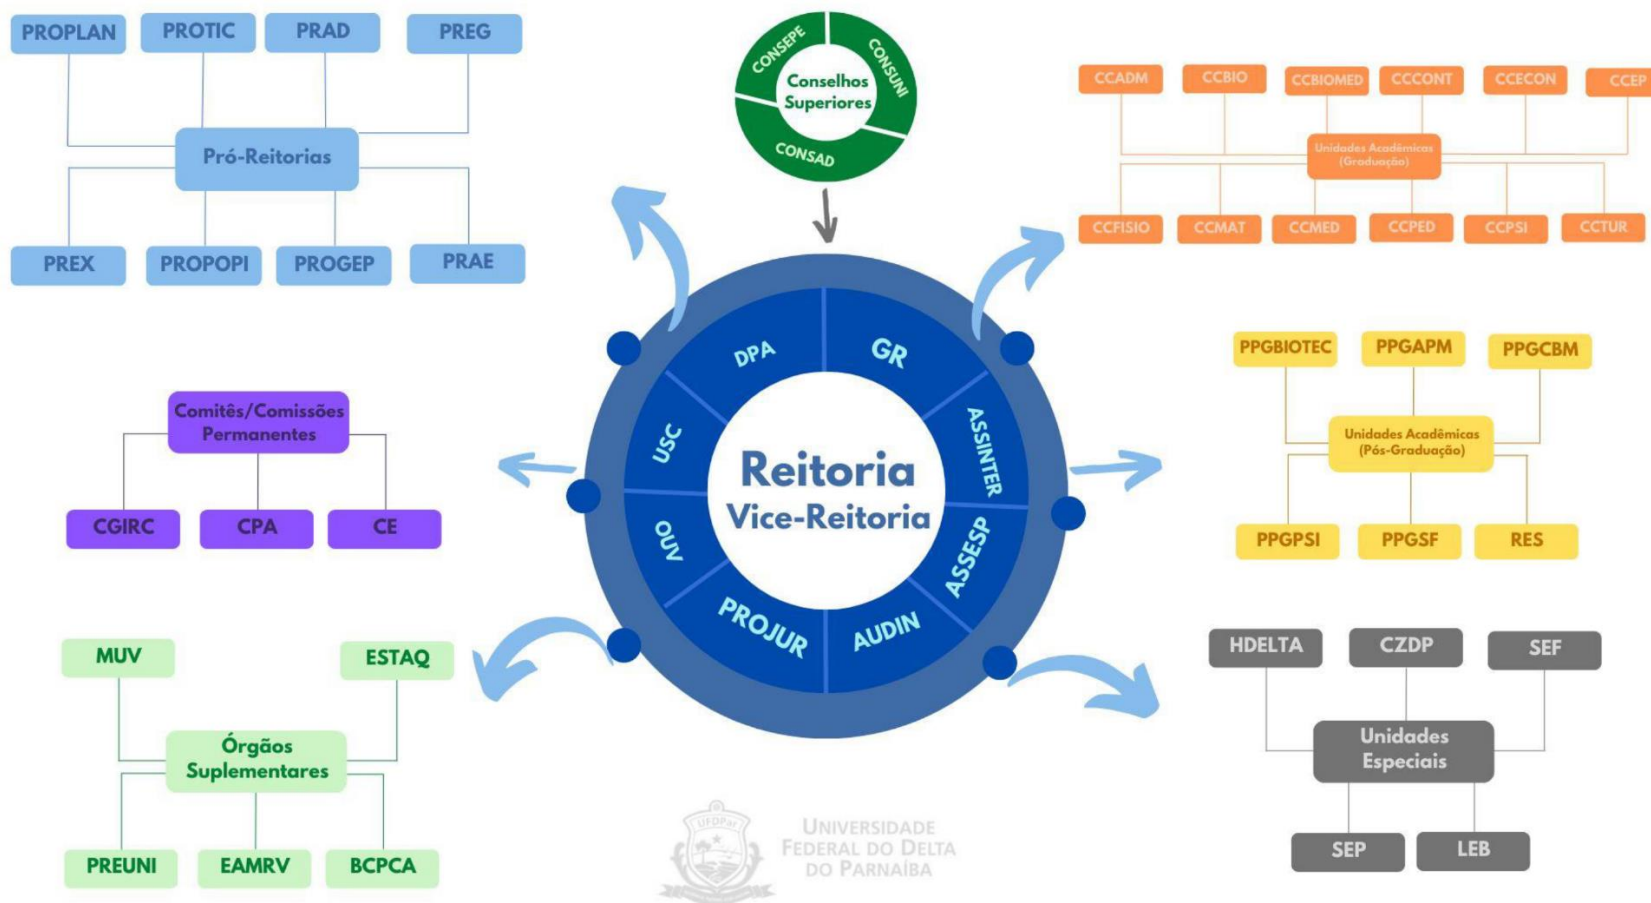 PROPLAN
PROTIC
PRAD
PREG
Pró-Reitorias
PREX
PROPOPI
PROGEP
PRAE
CONSEPE
CONSUNI
CONSAD
Conselhos
Superiores
CCADM
CCBIO
CCBIOMED
CCCONT
CCECON
CCEP
Unidades Acadêmicas
(Graduação)
CCFISIO
CCMAT
CCMED
CCPED
CCPSI
CCTUR
DPA
GR
USC
ASSINTER
OUV
ASSESP
PROJUR
AUDIN
Reitoria
Vice-Reitoria
Comitês/Comissões
Permanentes
CGIRC
CPA
CE
PPGBIOTEC
PPGAPM
PPGCBM
Unidades Acadêmicas
(Pós-Graduação)
PPGPSI
PPGSF
RES
MUV
ESTAQ
Órgãos
Suplementares
PREUNI
EAMRV
BCPCA
HDELTA
CZDP
SEF
Unidades
Especiais
SEP
LEB
UFDPar
UNIVERSIDADE
FEDERAL DO DELTA
DO PARNAÍBA